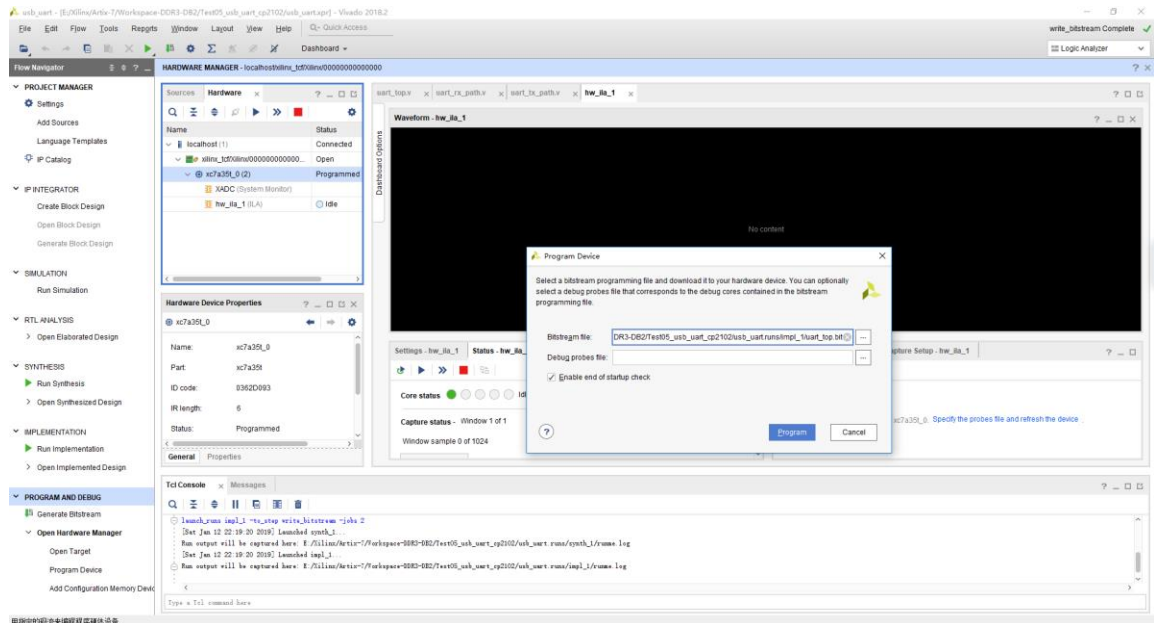 usb_uart - [E:/Xilinx/Artix-7/Workspace-DDR3-DB2/Test05_usb_uart_cp2102/usb_uart.xpr] - Vivado 2018.2
File Edit Flow Tools Reports Window Layout View Help Quick Access
write_bitstream Complete
Dashboard
Logic Analyzer
Flow Navigator
HARDWARE MANAGER - localhost/xilinx_tcf/Xilinx/00000000000000
PROJECT MANAGER
Settings
Add Sources
Language Templates
IP Catalog
IP INTEGRATOR
Create Block Design
Open Block Design
Generate Block Design
SIMULATION
Run Simulation
RTL ANALYSIS
Open Elaborated Design
SYNTHESIS
Run Synthesis
Open Synthesized Design
IMPLEMENTATION
Run Implementation
Open Implemented Design
PROGRAM AND DEBUG
Generate Bitstream
Open Hardware Manager
Open Target
Program Device
Add Configuration Memory Devic
Sources Hardware
Name Status
localhost (1) Connected
xilinx_tcf/Xilinx/000000000000... Open
xc7a35t_0 (2) Programmed
XADC (System Monitor)
hw_ila_1 (ILA) Idle
Hardware Device Properties
xc7a35t_0
Name: xc7a35t_0
Part: xc7a35t
ID code: 0362D093
IR length: 6
Status: Programmed
General Properties
uart_top.v uart_rx_path.v uart_tx_path.v hw_ila_1
Waveform - hw_ila_1
Dashboard Options
No content
Settings - hw_ila_1 Status - hw_ila_
Core status Idl
Capture status - Window 1 of 1
Window sample 0 of 1024
apture Setup - hw_ila_1
xc7a35t_0. Specify the probes file and refresh the device
Program Device
Select a bitstream programming file and download it to your hardware device. You can optionally
select a debug probes file that corresponds to the debug cores contained in the bitstream
programming file.
Bitstream file: DR3-DB2/Test05_usb_uart_cp2102/usb_uart.runs/impl_1/uart_top.bit
Debug probes file:
Enable end of startup check
Program Cancel
Tcl Console Messages
launch_runs impl_1 -to_step write_bitstream -jobs 2
[Sat Jan 12 22:19:20 2019] Launched synth_1...
Run output will be captured here: E:/Xilinx/Artix-7/Workspace-DDR3-DB2/Test05_usb_uart_cp2102/usb_uart.runs/synth_1/runme.log
[Sat Jan 12 22:19:20 2019] Launched impl_1...
Run output will be captured here: E:/Xilinx/Artix-7/Workspace-DDR3-DB2/Test05_usb_uart_cp2102/usb_uart.runs/impl_1/runme.log
Type a Tcl command here